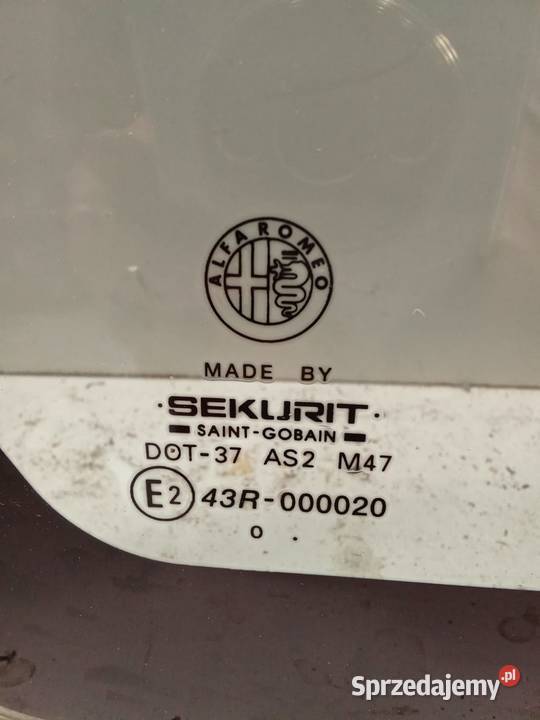 ALFA ROMEO
MADE BY
·SEKURIT·
SAINT-GOBAIN
DOT-37 AS2 M47
E2 43R-000020
o .
Sprzedajemy.pl